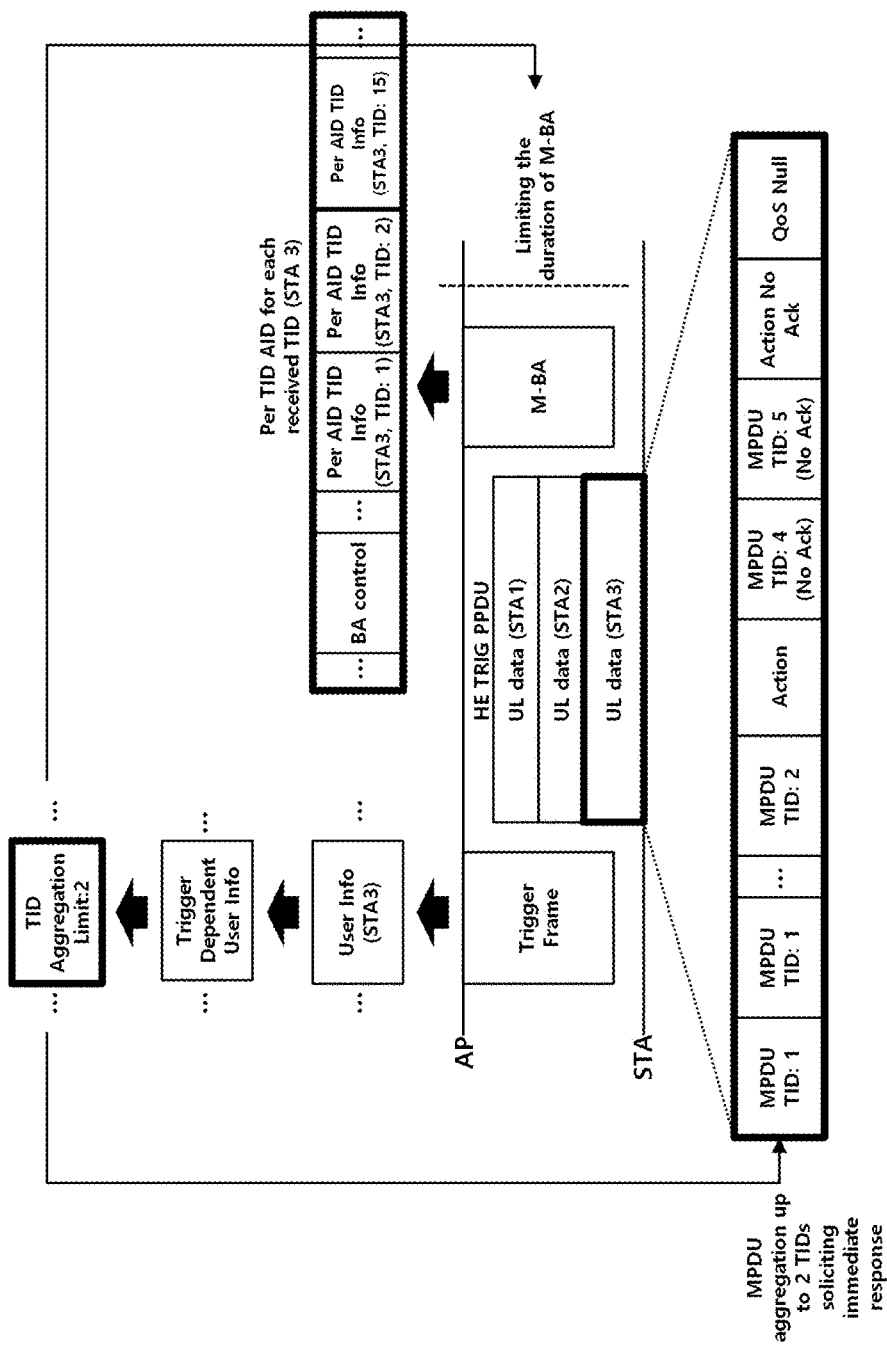 ...
TID
Aggregation
Limit:2
...
...
Trigger
Dependent
User Info
...
...
User Info
(STA3)
...
Per TID AID for each
received TID (STA 3)
...
BA control
...
Per AID TID
Info
(STA3, TID: 1)
Per AID TID
Info
(STA3, TID: 2)
Per AID TID
Info
(STA3, TID: 15)
...
AP
Trigger
Frame
HE TRIG PPDU
UL data (STA1)
UL data (STA2)
UL data (STA3)
M-BA
Limiting the
duration of M-BA
STA
MPDU
TID: 1
MPDU
TID: 1
...
MPDU
TID: 2
Action
MPDU
TID: 4
(No Ack)
MPDU
TID: 5
(No Ack)
Action No
Ack
QoS Null
MPDU
aggregation up
to 2 TIDs
soliciting
immediate
response